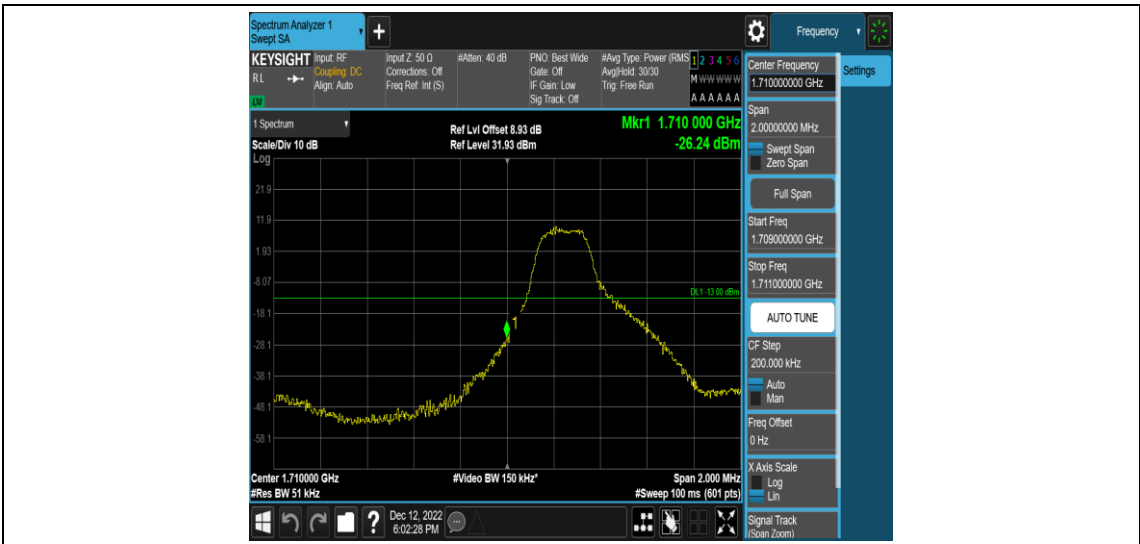 Spectrum Analyzer 1
Swept SA
+
Frequency
KEYSIGHT
RL
LXI
Input: RF
Coupling: DC
Align: Auto
Input Z: 50 Ω
Corrections: Off
Freq Ref: Int (S)
#Atten: 40 dB
PNO: Best Wide
Gate: Off
IF Gain: Low
Sig Track: Off
#Avg Type: Power (RMS
Avg|Hold: 30/30
Trig: Free Run
1 2 3 4 5 6
M W W W W W
A A A A A A
1 Spectrum
Scale/Div 10 dB
Log
Ref Lvl Offset 8.93 dB
Ref Level 31.93 dBm
Mkr1 1.710 000 GHz
-26.24 dBm
21.9
11.9
1.93
-8.07
-18.1
-28.1
-38.1
-48.1
-58.1
DL1 -13.00 dBm
1
Center 1.710000 GHz
#Res BW 51 kHz
#Video BW 150 kHz*
Span 2.000 MHz
#Sweep 100 ms (601 pts)
?
Dec 12, 2022
6:02:28 PM
Center Frequency
1.710000000 GHz
Settings
Span
2.00000000 MHz
Swept Span
Zero Span
Full Span
Start Freq
1.709000000 GHz
Stop Freq
1.711000000 GHz
AUTO TUNE
CF Step
200.000 kHz
Auto
Man
Freq Offset
0 Hz
X Axis Scale
Log
Lin
Signal Track
(Span Zoom)